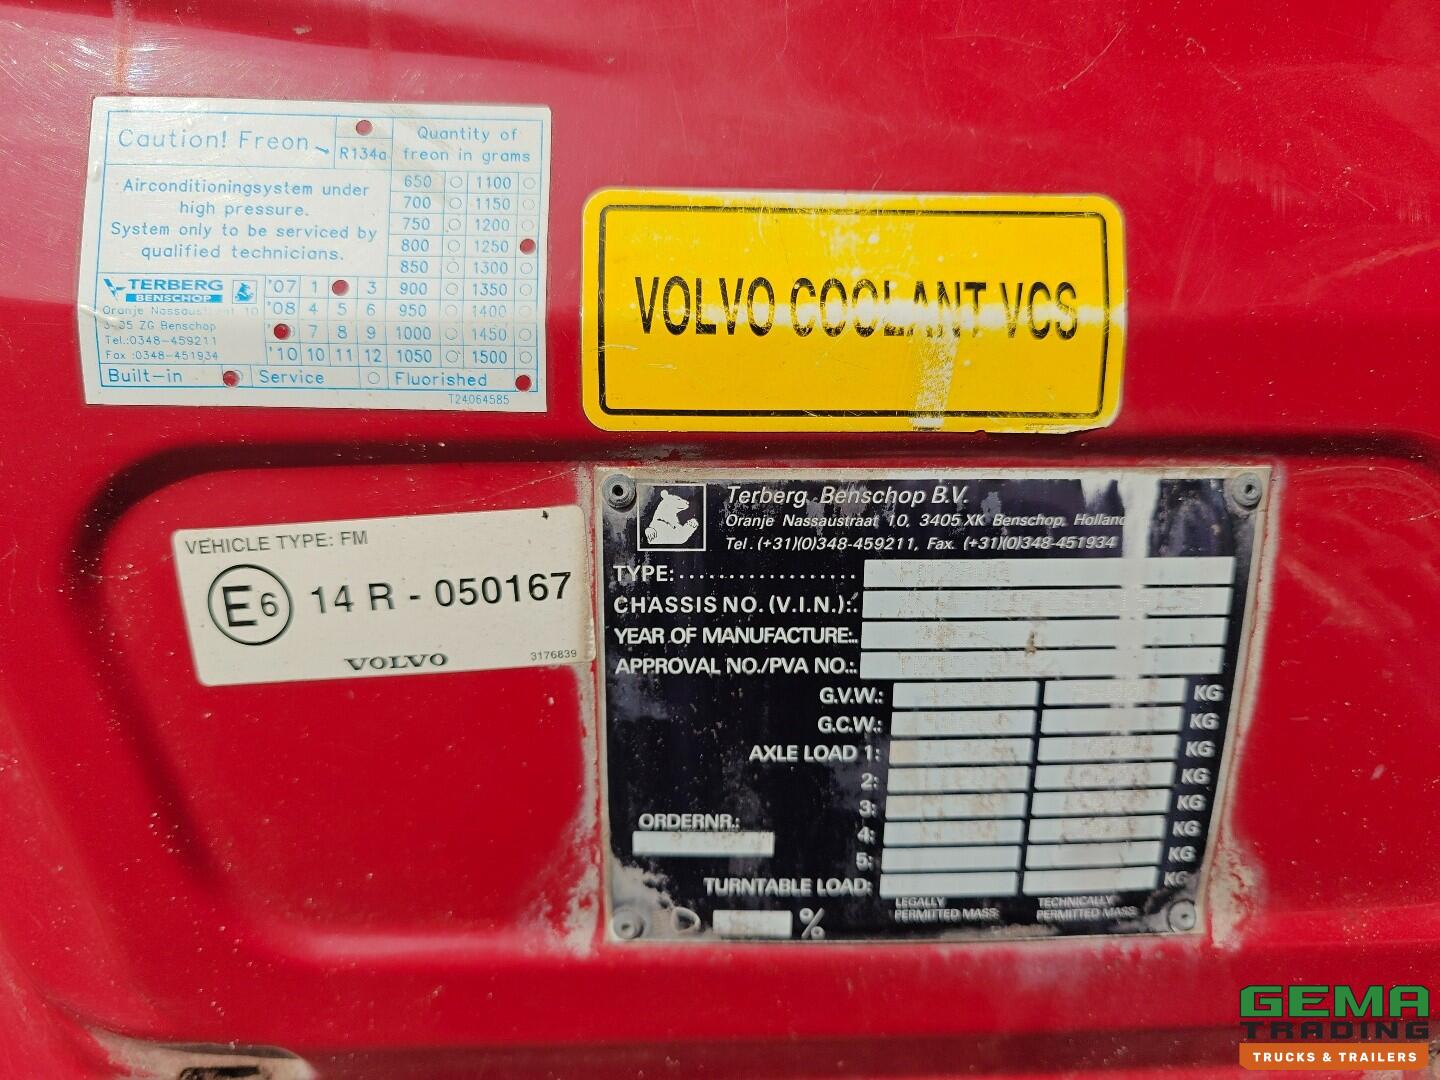 Caution! Freon
R134a
Quantity of
freon in grams
Airconditioningsystem under
high pressure.
System only to be serviced by
qualified technicians.
650 1100
700 1150
750 1200
800 1250
850 1300
900 1350
950 1400
1000 1450
1050 1500
TERBERG
BENSCHOP
Oranje 10
ZG Benschop
Tel.:0348-459211
Fax :0348-451934
'07 1 3
'08 4 5 6
7 8 9
'10 10 11 12
Built-in Service Fluorished
T24064585
VOLVO COOLANT VCS
VEHICLE TYPE: FM
E6 14 R - 050167
VOLVO 3176839
Terberg Benschop B.V.
Oranje Nassaustraat 10, 3405 XK Benschop, Holland
Tel. (+31)(0)348-459211, Fax. (+31)(0)348-451934
TYPE:...................
CHASSIS NO. (V.I.N.):.
YEAR OF MANUFACTURE:.
APPROVAL NO./PVA NO.:.
G.V.W.: KG
G.C.W.: KG
AXLE LOAD 1: KG
2: KG
3: KG
4: KG
5: KG
TURNTABLE LOAD: KG
ORDERNR.:
%
LEGALLY
PERMITTED MASS
TECHNICALLY
PERMITTED MASS
GEMA
TRADING
TRUCKS & TRAILERS